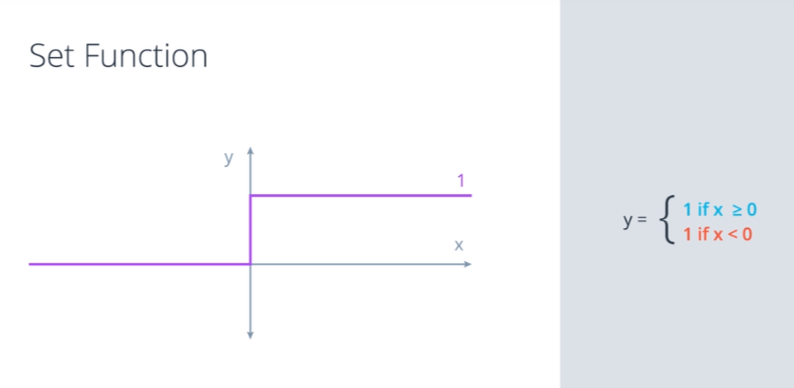 Set Function
y
1
x
y = { 1 if x ≥ 0
1 if x < 0